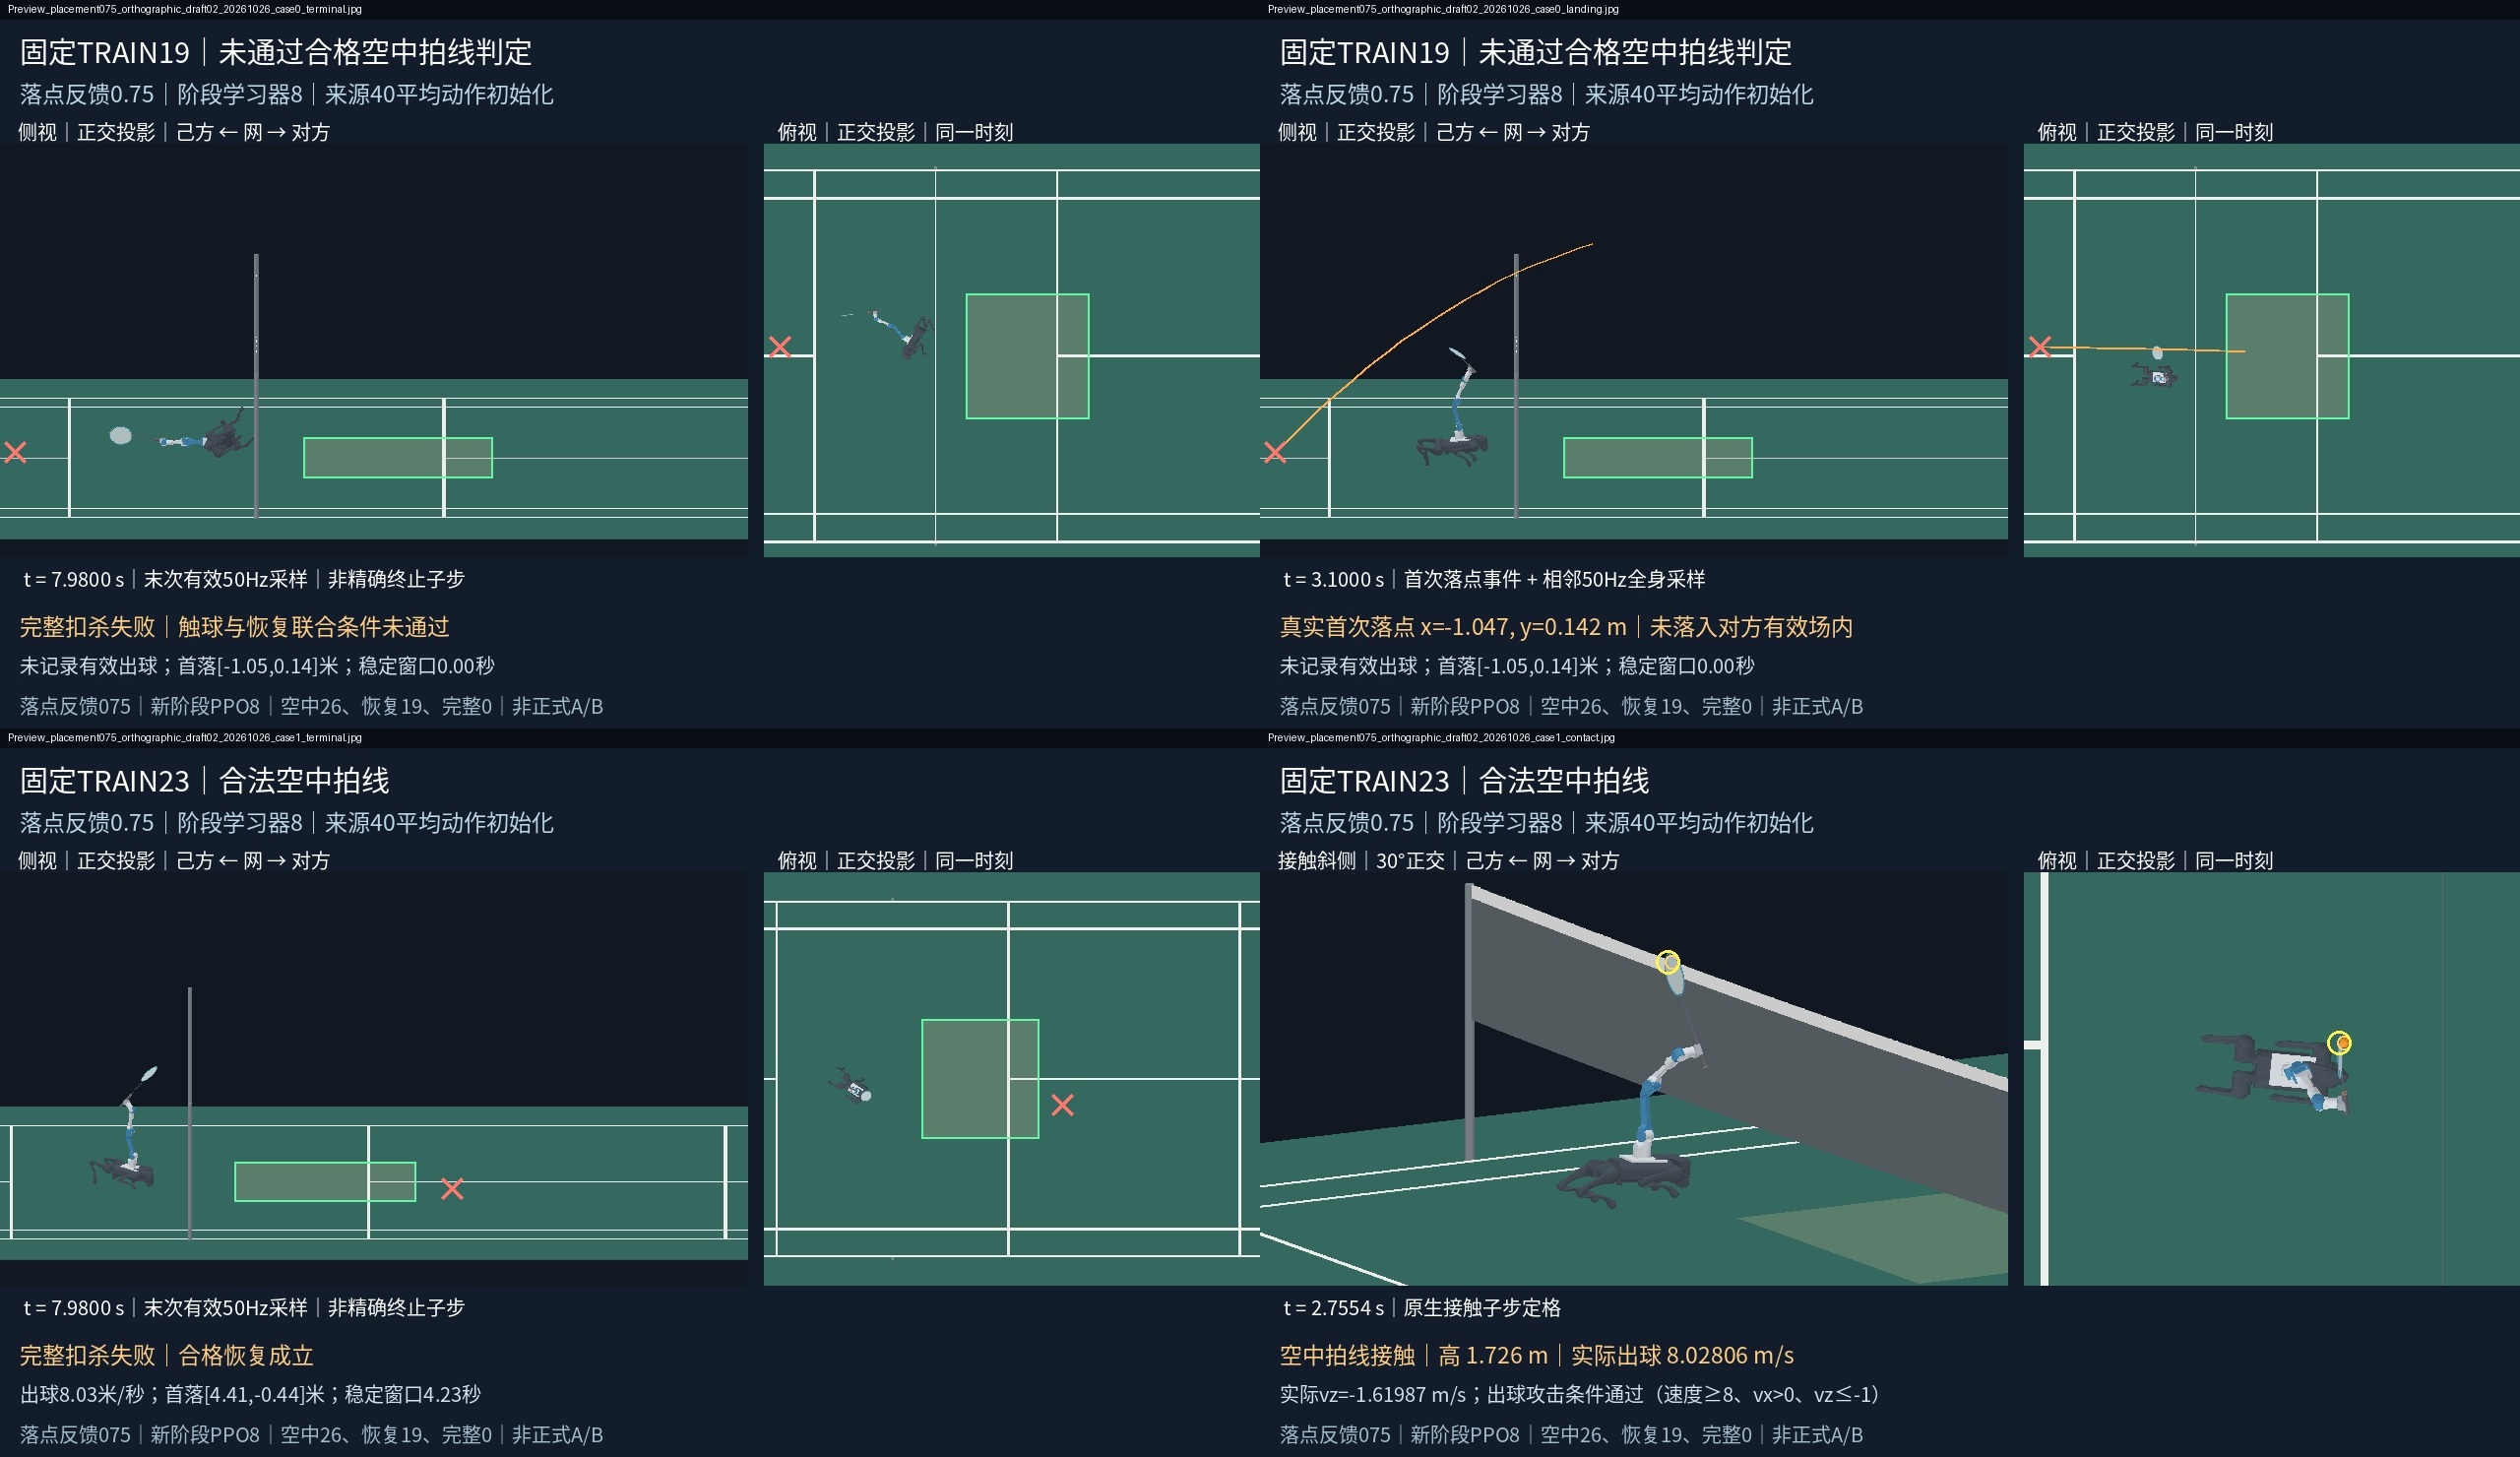 Preview_placement075_orthographic_draft02_20261026_case0_terminal.jpg
固定TRAIN19｜未通过合格空中拍线判定
落点反馈0.75｜阶段学习器8｜来源40平均动作初始化
侧视｜正交投影｜己方 ← 网 → 对方
俯视｜正交投影｜同一时刻
t = 7.9800 s｜末次有效50Hz采样｜非精确终止子步
完整扣杀失败｜触球与恢复联合条件未通过
未记录有效出球；首落[-1.05,0.14]米；稳定窗口0.00秒
落点反馈075｜新阶段PPO8｜空中26、恢复19、完整0｜非正式A/B
Preview_placement075_orthographic_draft02_20261026_case0_landing.jpg
固定TRAIN19｜未通过合格空中拍线判定
落点反馈0.75｜阶段学习器8｜来源40平均动作初始化
侧视｜正交投影｜己方 ← 网 → 对方
俯视｜正交投影｜同一时刻
t = 3.1000 s｜首次落点事件 + 相邻50Hz全身采样
真实首次落点 x=-1.047, y=0.142 m｜未落入对方有效场内
未记录有效出球；首落[-1.05,0.14]米；稳定窗口0.00秒
落点反馈075｜新阶段PPO8｜空中26、恢复19、完整0｜非正式A/B
Preview_placement075_orthographic_draft02_20261026_case1_terminal.jpg
固定TRAIN23｜合法空中拍线
落点反馈0.75｜阶段学习器8｜来源40平均动作初始化
侧视｜正交投影｜己方 ← 网 → 对方
俯视｜正交投影｜同一时刻
t = 7.9800 s｜末次有效50Hz采样｜非精确终止子步
完整扣杀失败｜合格恢复成立
出球8.03米/秒；首落[4.41,-0.44]米；稳定窗口4.23秒
落点反馈075｜新阶段PPO8｜空中26、恢复19、完整0｜非正式A/B
Preview_placement075_orthographic_draft02_20261026_case1_contact.jpg
固定TRAIN23｜合法空中拍线
落点反馈0.75｜阶段学习器8｜来源40平均动作初始化
接触斜侧｜30°正交｜己方 ← 网 → 对方
俯视｜正交投影｜同一时刻
t = 2.7554 s｜原生接触子步定格
空中拍线接触｜高 1.726 m｜实际出球 8.02806 m/s
实际vz=-1.61987 m/s；出球攻击条件通过（速度≥8、vx>0、vz≤-1）
落点反馈075｜新阶段PPO8｜空中26、恢复19、完整0｜非正式A/B